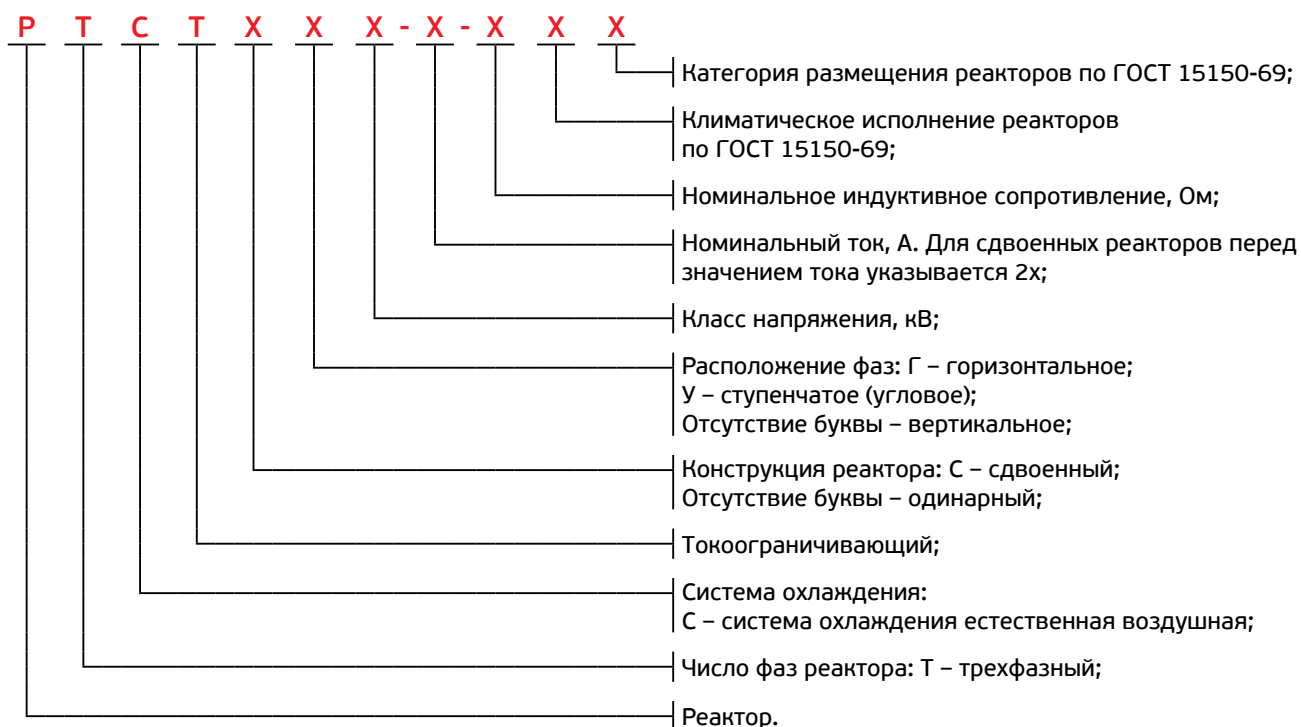 Р Т С Т Х Х Х - Х - Х Х Х
Категория размещения реакторов по ГОСТ 15150-69;
Климатическое исполнение реакторов
по ГОСТ 15150-69;
Номинальное индуктивное сопротивление, Ом;
Номинальный ток, А. Для сдвоенных реакторов перед
значением тока указывается 2х;
Класс напряжения, кВ;
Расположение фаз: Г – горизонтальное;
У – ступенчатое (угловое);
Отсутствие буквы – вертикальное;
Конструкция реактора: С – сдвоенный;
Отсутствие буквы – одинарный;
Токоограничивающий;
Система охлаждения:
С – система охлаждения естественная воздушная;
Число фаз реактора: Т – трехфазный;
Реактор.